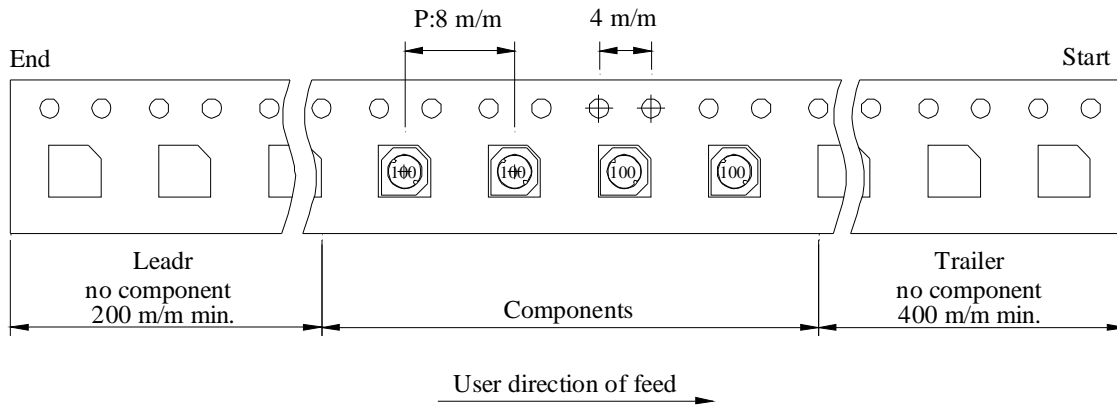 P:8 m/m
4 m/m
End
Start
100
100
100
100
Leadr
no component
200 m/m min.
Components
Trailer
no component
400 m/m min.
User direction of feed